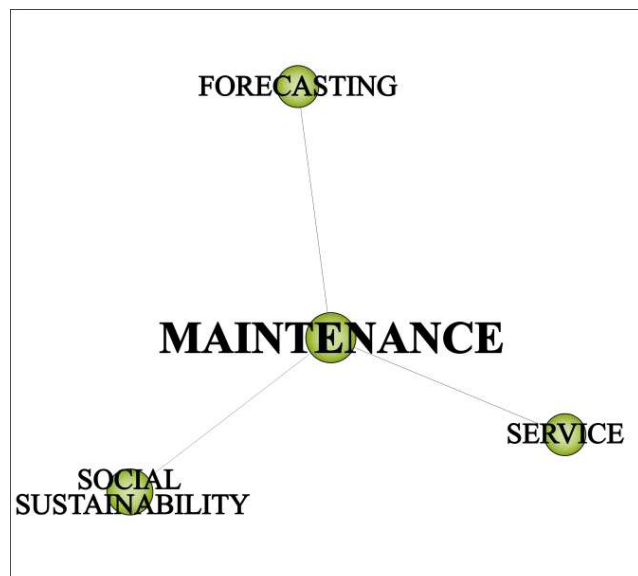 FORECASTING
MAINTENANCE
SERVICE
SOCIAL
SUSTAINABILITY